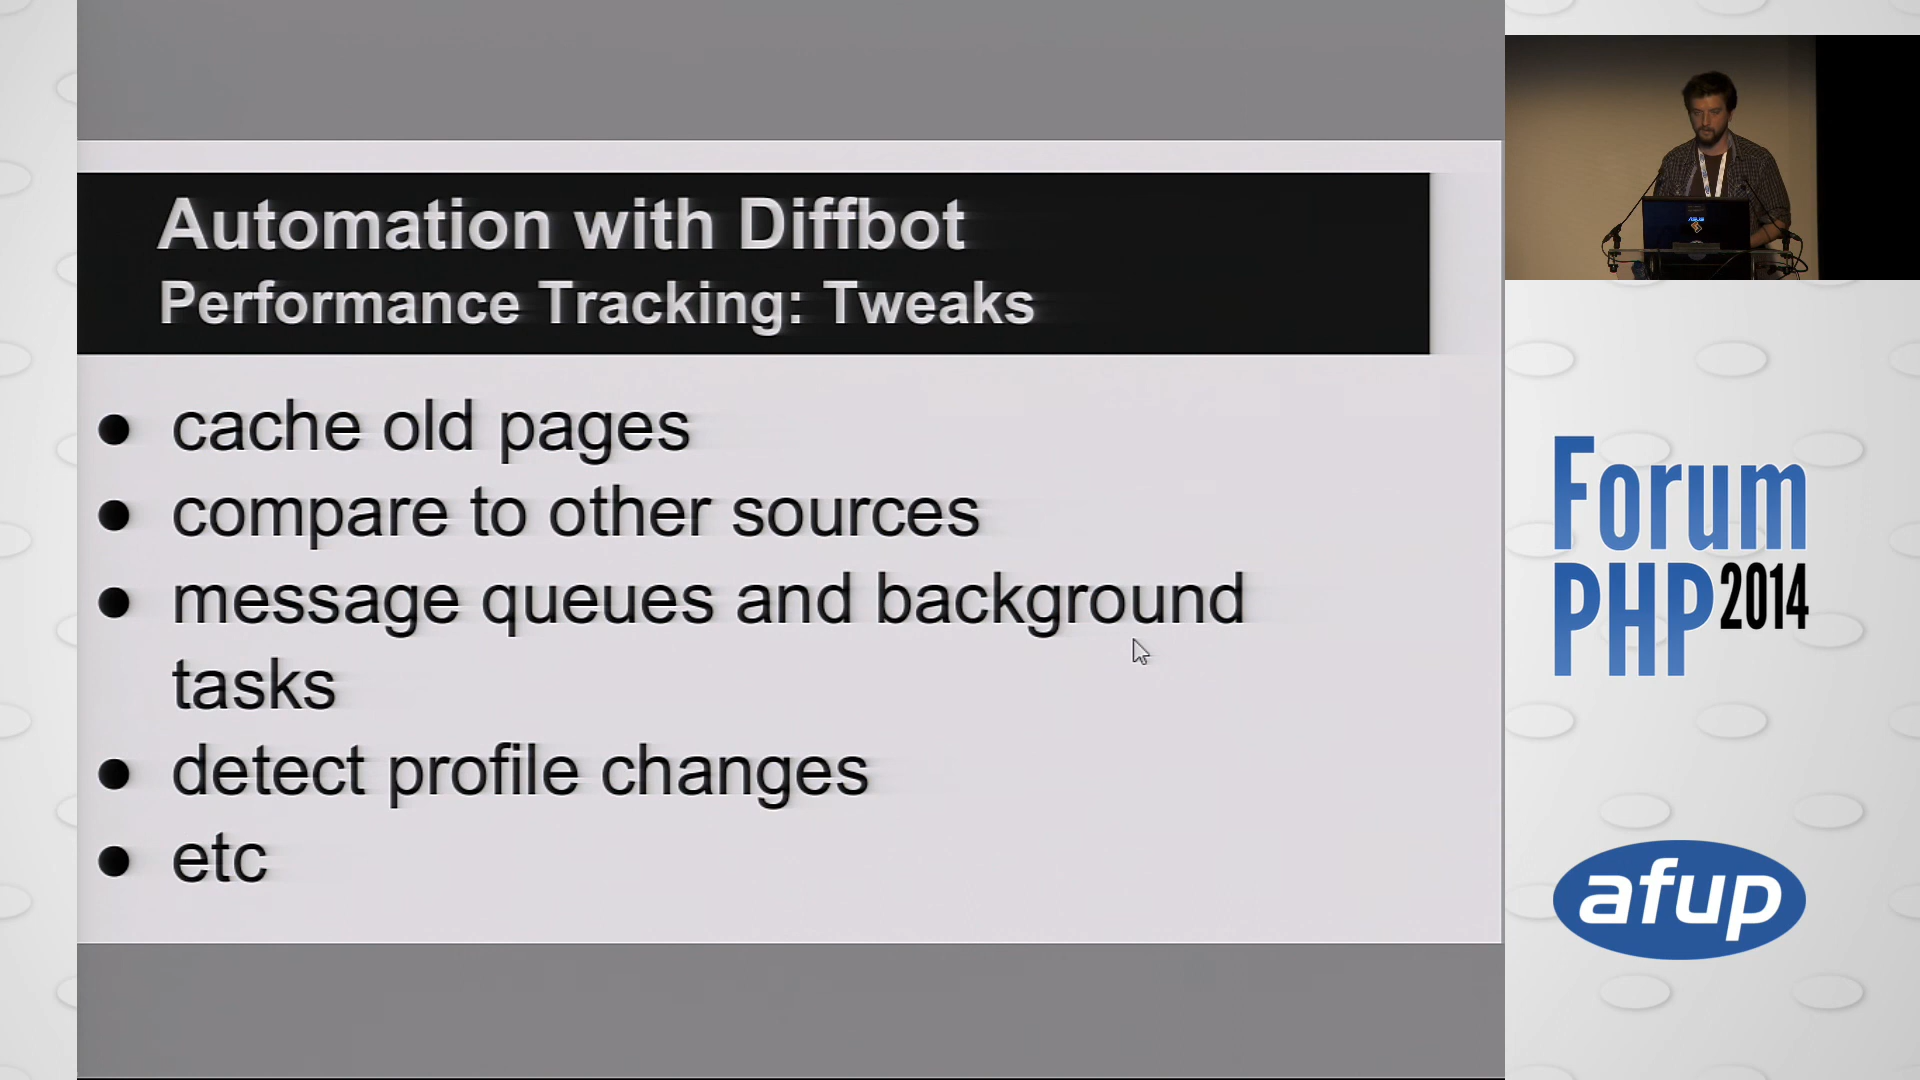 Automation with Diffbot
Performance Tracking: Tweaks
● cache old pages
● compare to other sources
● message queues and background
tasks
● detect profile changes
● etc
ASUS
Forum
PHP 2014
afup